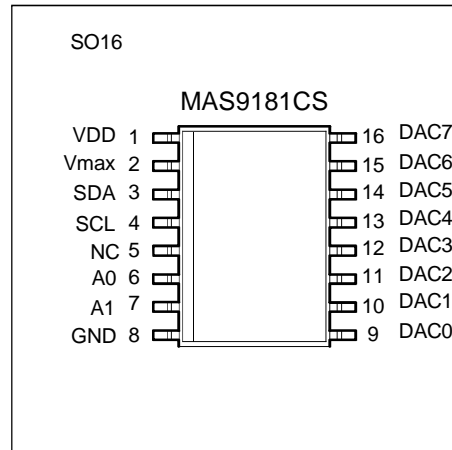 SO16
MAS9181CS
VDD 1 16 DAC7
Vmax 2 15 DAC6
SDA 3 14 DAC5
SCL 4 13 DAC4
NC 5 12 DAC3
A0 6 11 DAC2
A1 7 10 DAC1
GND 8 9 DAC0